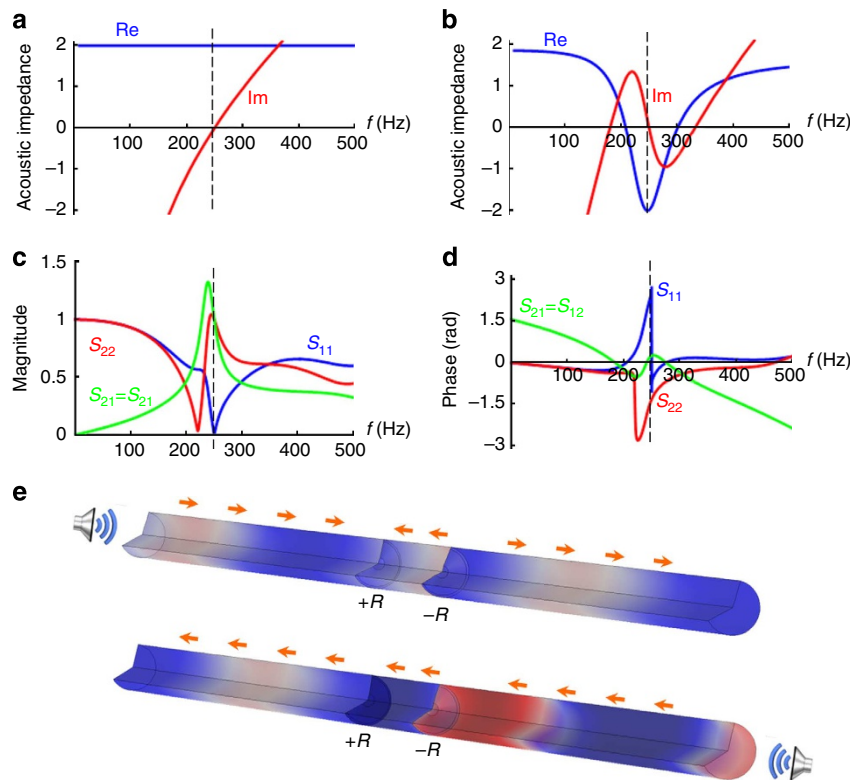 a
Re
Im
Acoustic impedance
2
1
0
−1
−2
100 200 300 400 500
f (Hz)
b
Re
Im
Acoustic impedance
2
1
0
−1
−2
100 200 300 400 500
f (Hz)
c
Magnitude
1.5
1
0.5
0
S22
S21=S21
S11
100 200 300 400 500
f (Hz)
d
Phase (rad)
3
1.5
0
−1.5
−3
S21=S12
S11
S22
100 200 300 400 500
f (Hz)
e
+R
−R
+R
−R